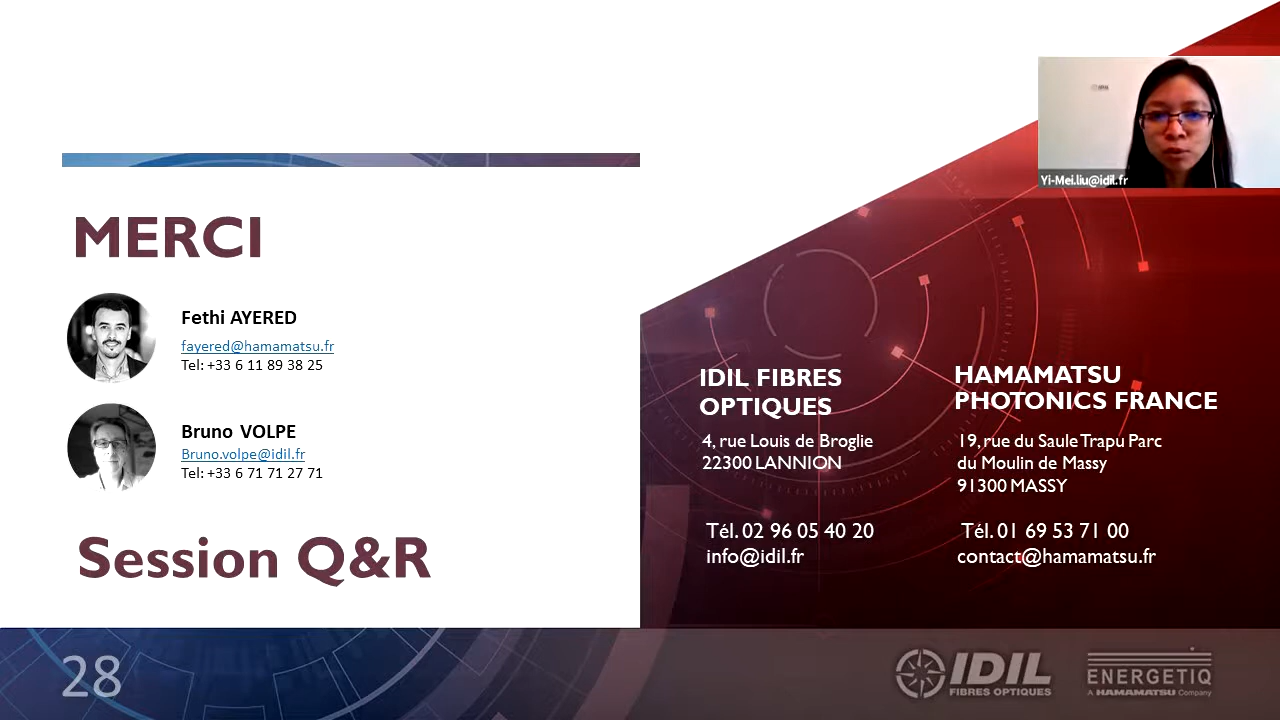 Yi-Mei.liu@idil.fr
MERCI
Fethi AYERED
fayered@hamamatsu.fr
Tel: +33 6 11 89 38 25
Bruno VOLPE
Bruno.volpe@idil.fr
Tel: +33 6 71 71 27 71
Session Q&R
IDIL FIBRES
OPTIQUES
4, rue Louis de Broglie
22300 LANNION
Tél. 02 96 05 40 20
info@idil.fr
HAMAMATSU
PHOTONICS FRANCE
19, rue du Saule Trapu Parc
du Moulin de Massy
91300 MASSY
Tél. 01 69 53 71 00
contact@hamamatsu.fr
28
IDIL
FIBRES OPTIQUES
ENERGETIQ
A HAMAMATSU Company